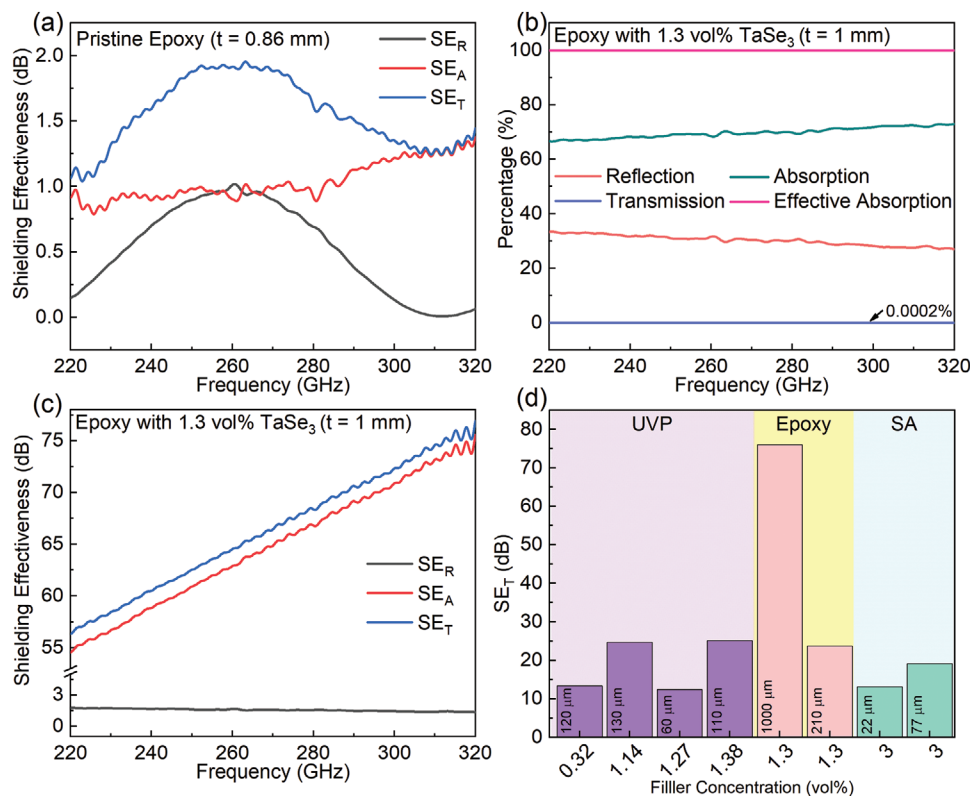 (a)
Pristine Epoxy (t = 0.86 mm)
SE_R
SE_A
SE_T
Shielding Effectiveness (dB)
2.0
1.5
1.0
0.5
0.0
220 240 260 280 300 320
Frequency (GHz)
(b)
Epoxy with 1.3 vol% TaSe₃ (t = 1 mm)
Percentage (%)
100
80
60
40
20
0
Reflection
Absorption
Transmission
Effective Absorption
0.0002%
220 240 260 280 300 320
Frequency (GHz)
(c)
Epoxy with 1.3 vol% TaSe₃ (t = 1 mm)
Shielding Effectiveness (dB)
75
70
65
60
55
3
0
SE_R
SE_A
SE_T
220 240 260 280 300 320
Frequency (GHz)
(d)
UVP
Epoxy
SA
SE_T (dB)
80
70
60
50
40
30
20
10
0
120 μm
130 μm
60 μm
110 μm
1000 μm
210 μm
22 μm
77 μm
0.32 1.14 1.27 1.38 1.3 1.3 3 3
Filller Concentration (vol%)